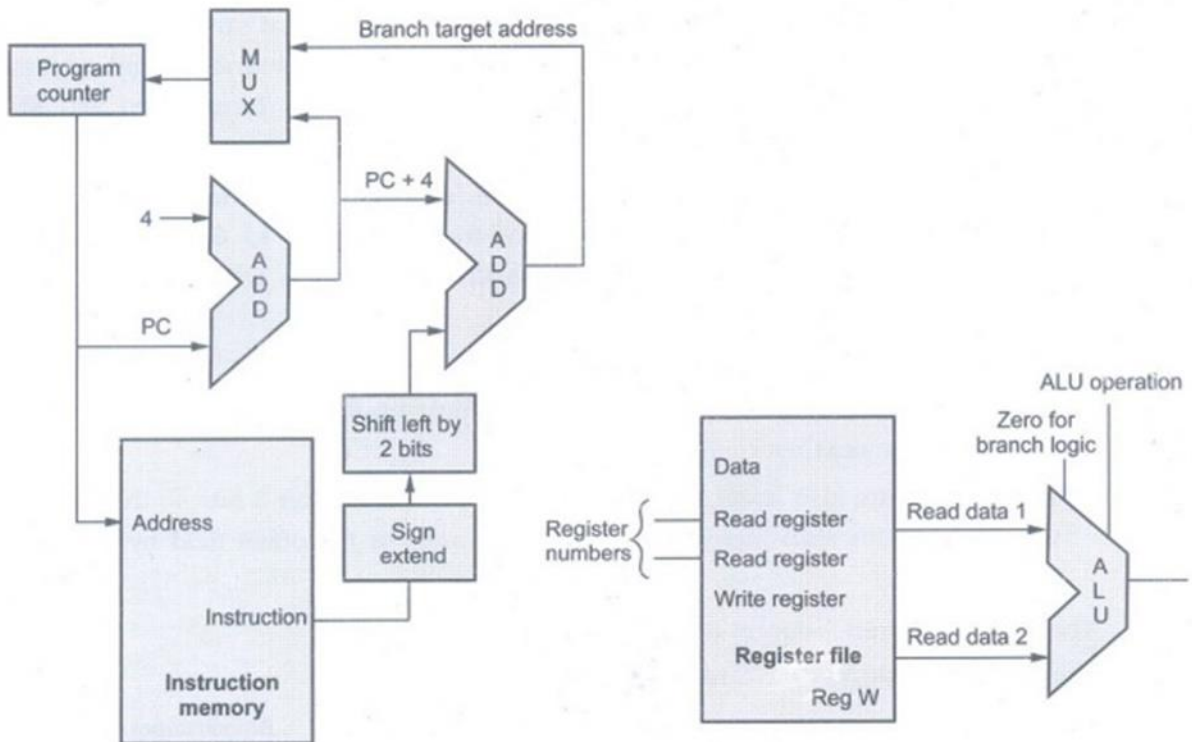 Branch target address
Program
counter
M
U
X
PC + 4
4
A
D
D
A
D
D
PC
Shift left by
2 bits
Sign
extend
Address
Instruction
Instruction
memory
ALU operation
Zero for
branch logic
Data
Register
numbers
Read register
Read register
Write register
Register file
Reg W
Read data 1
Read data 2
A
L
U